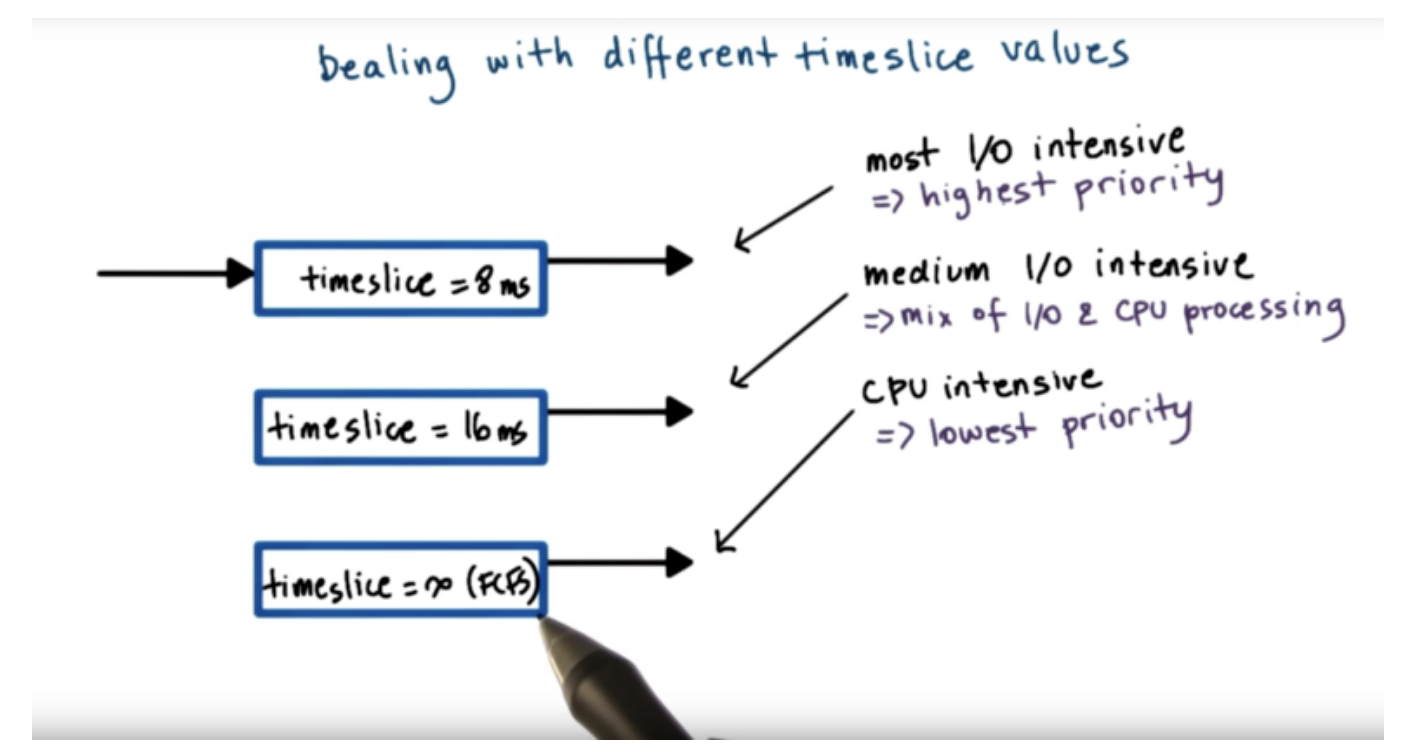 Dealing with different timeslice values
most I/O intensive
=> highest priority
timeslice = 8 ms
medium I/O intensive
=> mix of I/O & CPU processing
CPU intensive
=> lowest priority
timeslice = 16 ms
timeslice = ∞ (FCFS)